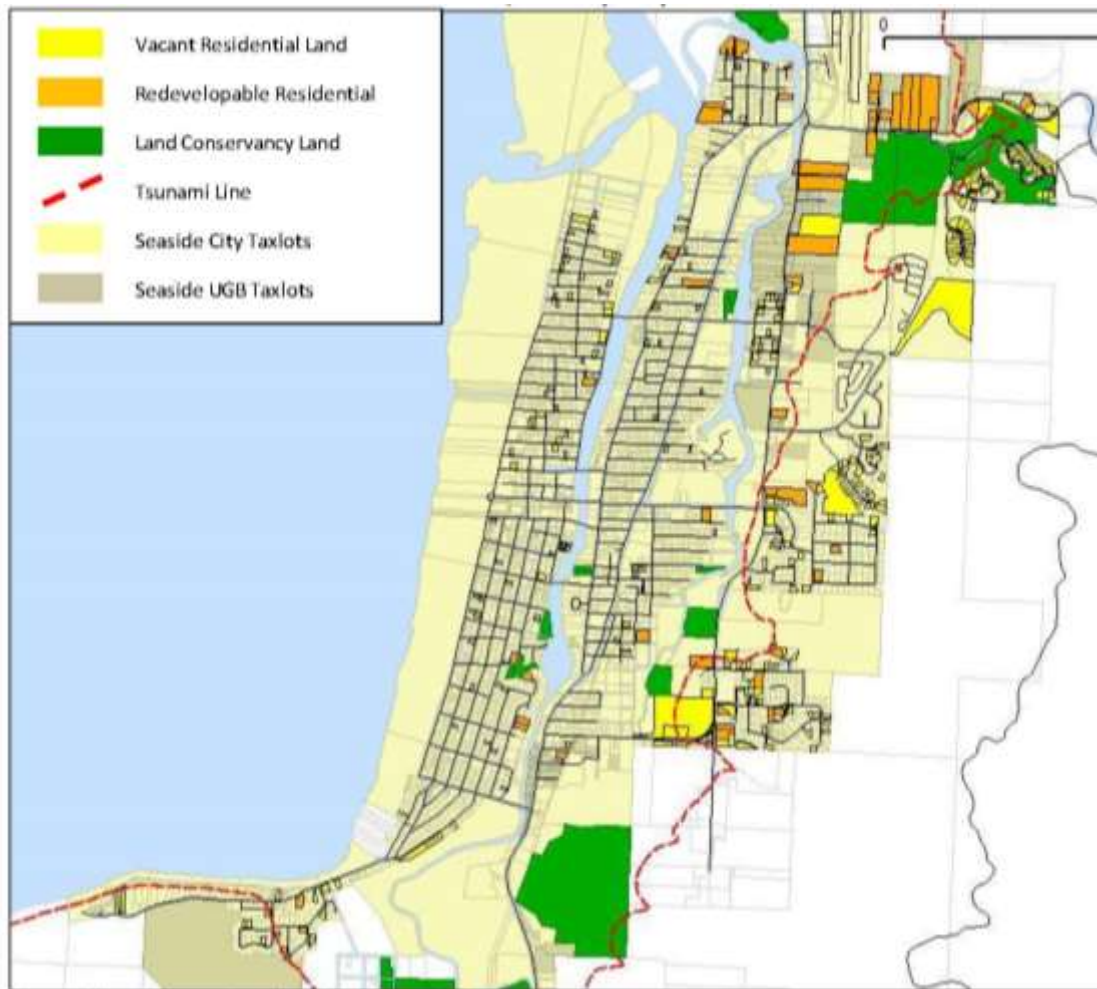 Vacant Residential Land
Redevelopable Residential
Land Conservancy Land
Tsunami Line
Seaside City Taxlots
Seaside UGB Taxlots
0